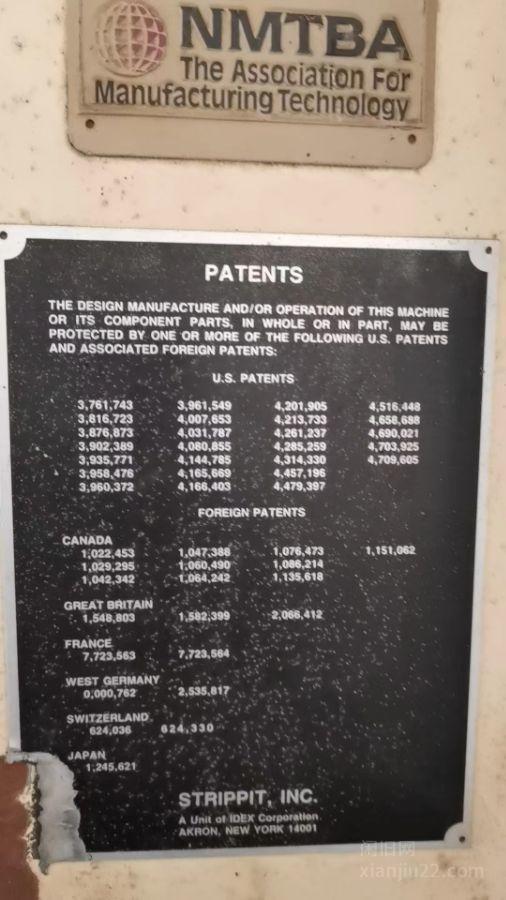 NMTBA
The Association For
Manufacturing Technology
PATENTS
THE DESIGN MANUFACTURE AND/OR OPERATION OF THIS MACHINE
OR ITS COMPONENT PARTS, IN WHOLE OR IN PART, MAY BE
PROTECTED BY ONE OR MORE OF THE FOLLOWING U.S. PATENTS
AND ASSOCIATED FOREIGN PATENTS:
U.S. PATENTS
3,761,743 3,961,549 4,201,905 4,516,448
3,816,723 4,007,653 4,213,733 4,658,688
3,876,873 4,031,787 4,261,237 4,690,021
3,902,389 4,080,855 4,285,259 4,703,925
3,935,771 4,144,785 4,314,330 4,709,605
3,958,476 4,165,669 4,457,196
3,960,372 4,166,403 4,479,397
FOREIGN PATENTS
CANADA
1,022,453 1,047,388 1,076,473 1,151,062
1,029,295 1,060,490 1,086,214
1,042,342 1,064,242 1,135,618
GREAT BRITAIN
1,548,803 1,582,399 2,066,412
FRANCE
7,723,563 7,723,564
WEST GERMANY
0,000,762 2,535,817
SWITZERLAND
624,036 624,330
JAPAN
1,245,621
STRIPPIT, INC.
A Unit of IDEX Corporation
AKRON, NEW YORK 14001
闲旧网
xianjiu22.com